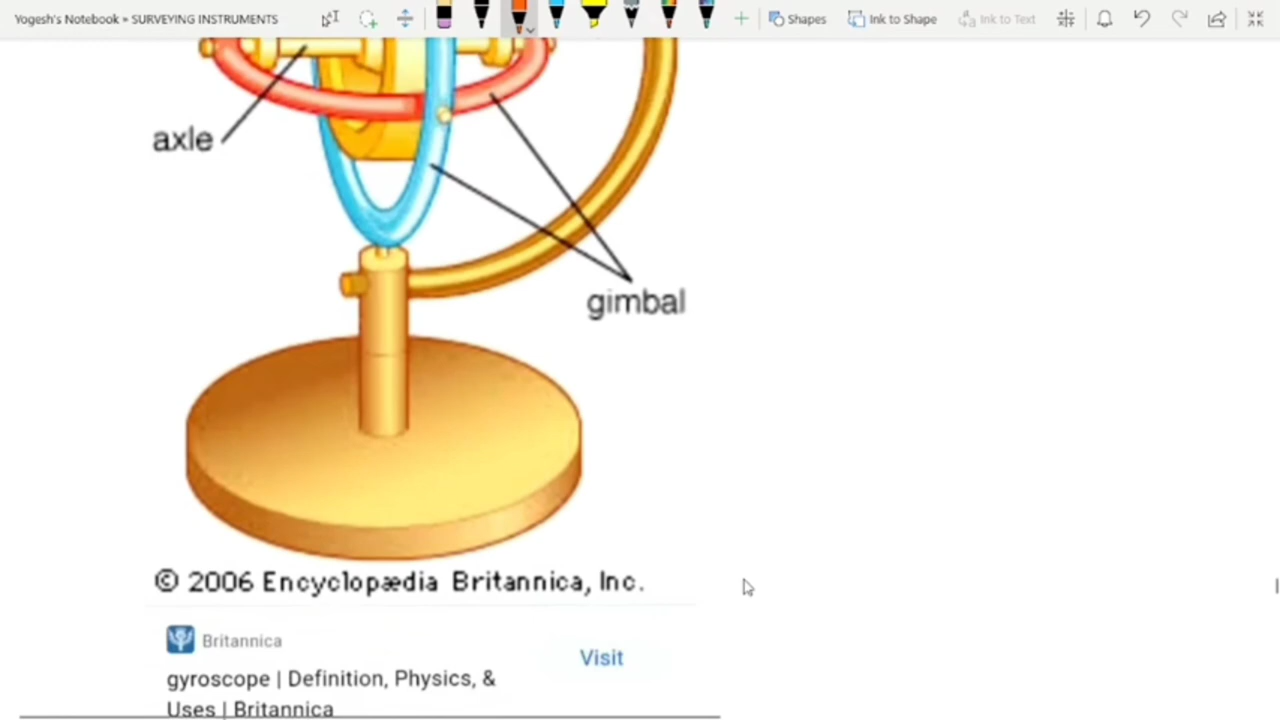 Yogesh's Notebook » SURVEYING INSTRUMENTS
Shapes
Ink to Shape
Ink to Text
axle
gimbal
© 2006 Encyclopædia Britannica, Inc.
Britannica
Visit
gyroscope | Definition, Physics, &
Uses | Britannica